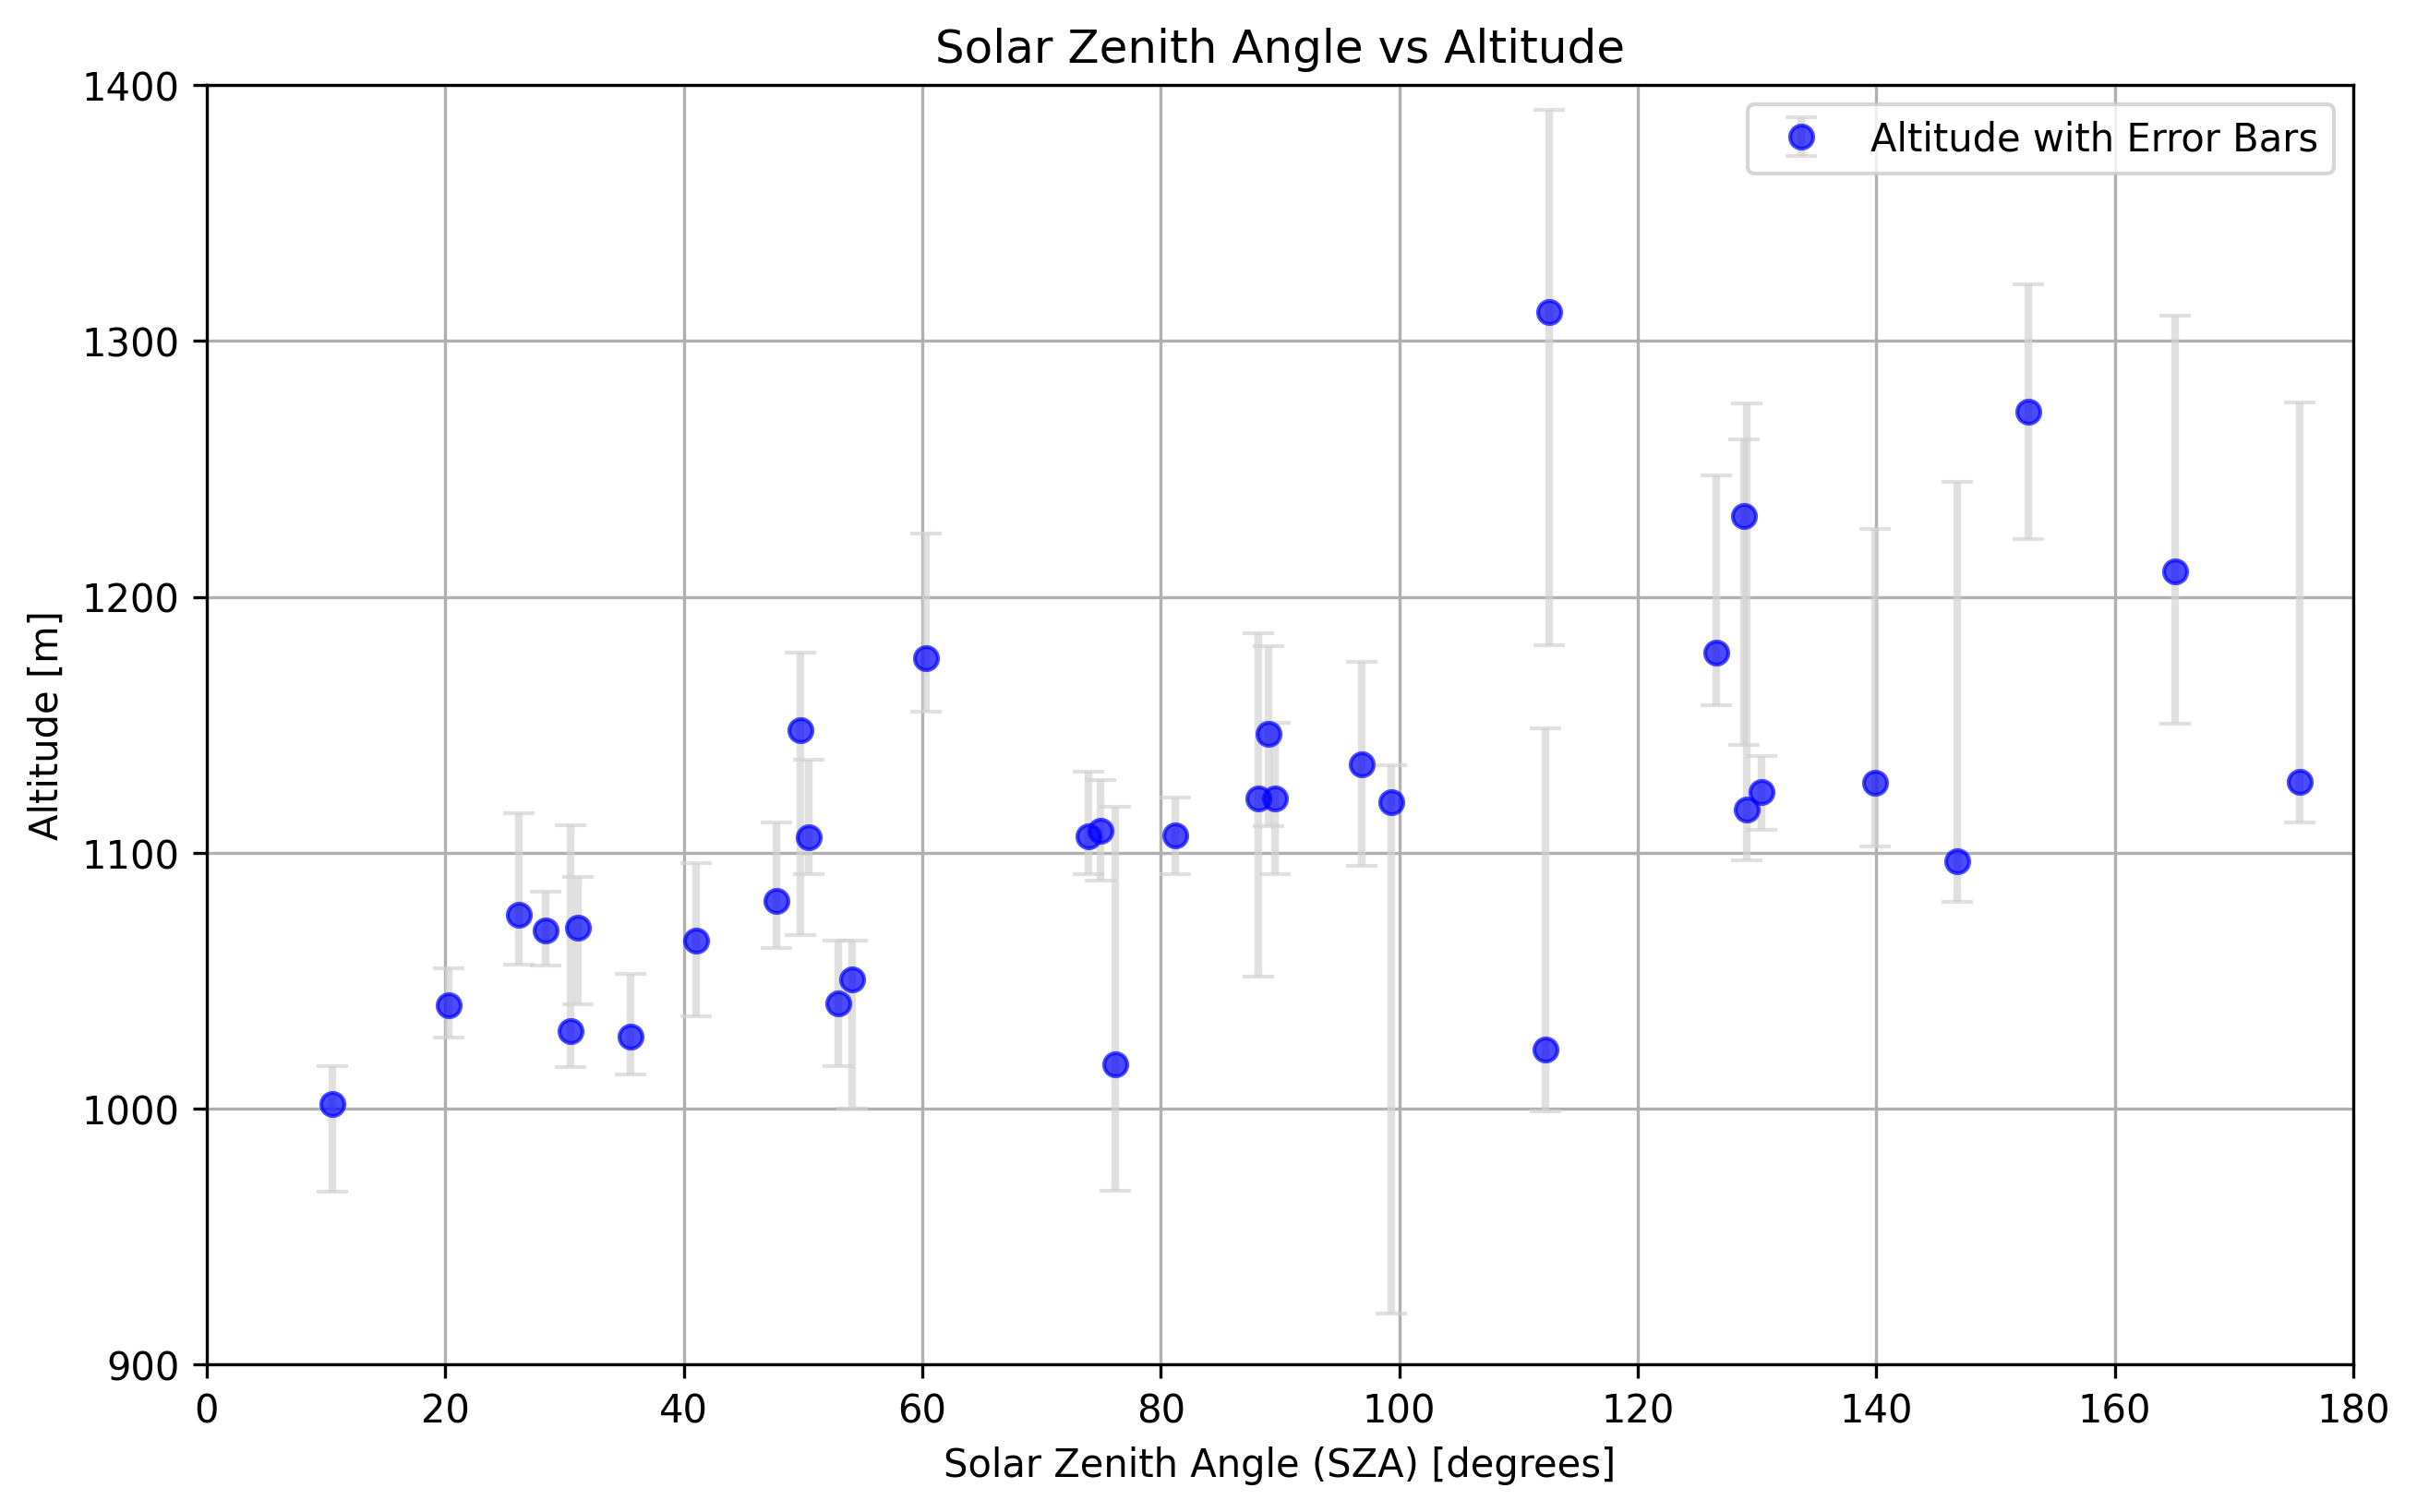 Solar Zenith Angle vs Altitude
Altitude with Error Bars
1400
1300
1200
1100
1000
900
Altitude [m]
0 20 40 60 80 100 120 140 160 180
Solar Zenith Angle (SZA) [degrees]